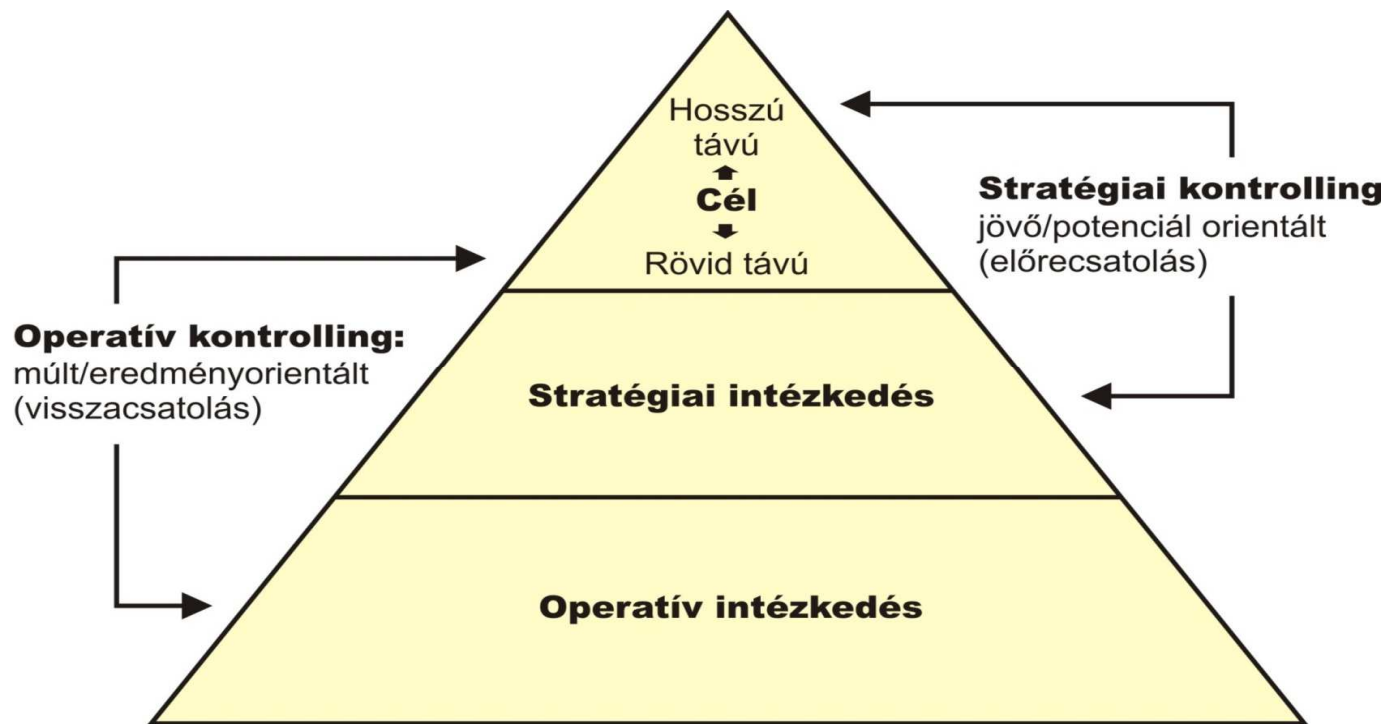 Hosszú
távú
Cél
Rövid távú
Stratégiai kontrolling
jövő/potenciál orientált
(előrecsatolás)
Operatív kontrolling:
múlt/eredményorientált
(visszacsatolás)
Stratégiai intézkedés
Operatív intézkedés